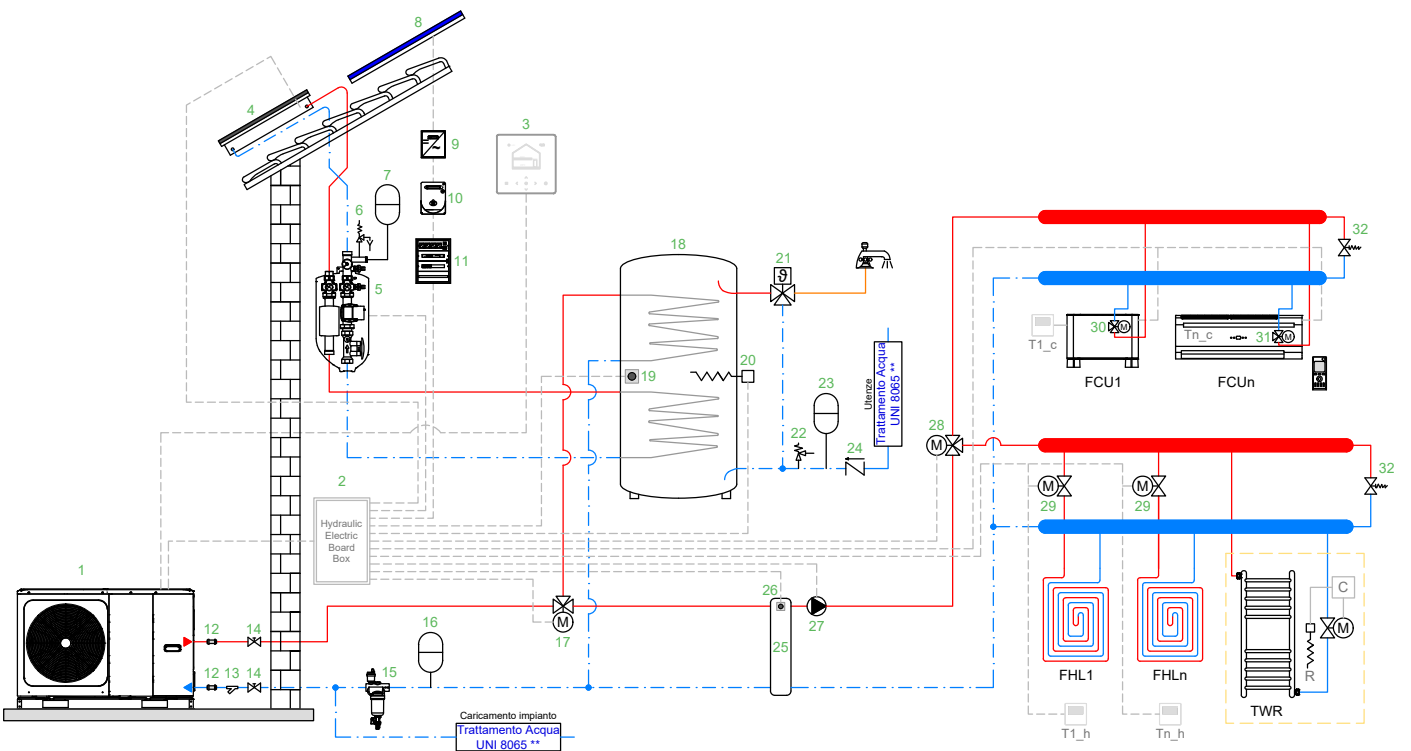 8
4
3
9
7
10
6
32
11
18
21
ϑ
5
30
M
Tn_c
31
M
T1_c
FCU1
FCUn
19
20
23
Utenze
Trattamento Acqua
UNI 8065 **
22
24
28
M
32
2
M
29
M
29
Hydraulic
Electric
Board
Box
1
26
C
12
14
M
17
27
M
16
25
12
13
14
15
R
FHL1
FHLn
TWR
Caricamento impianto
Trattamento Acqua
UNI 8065 **
T1_h
Tn_h